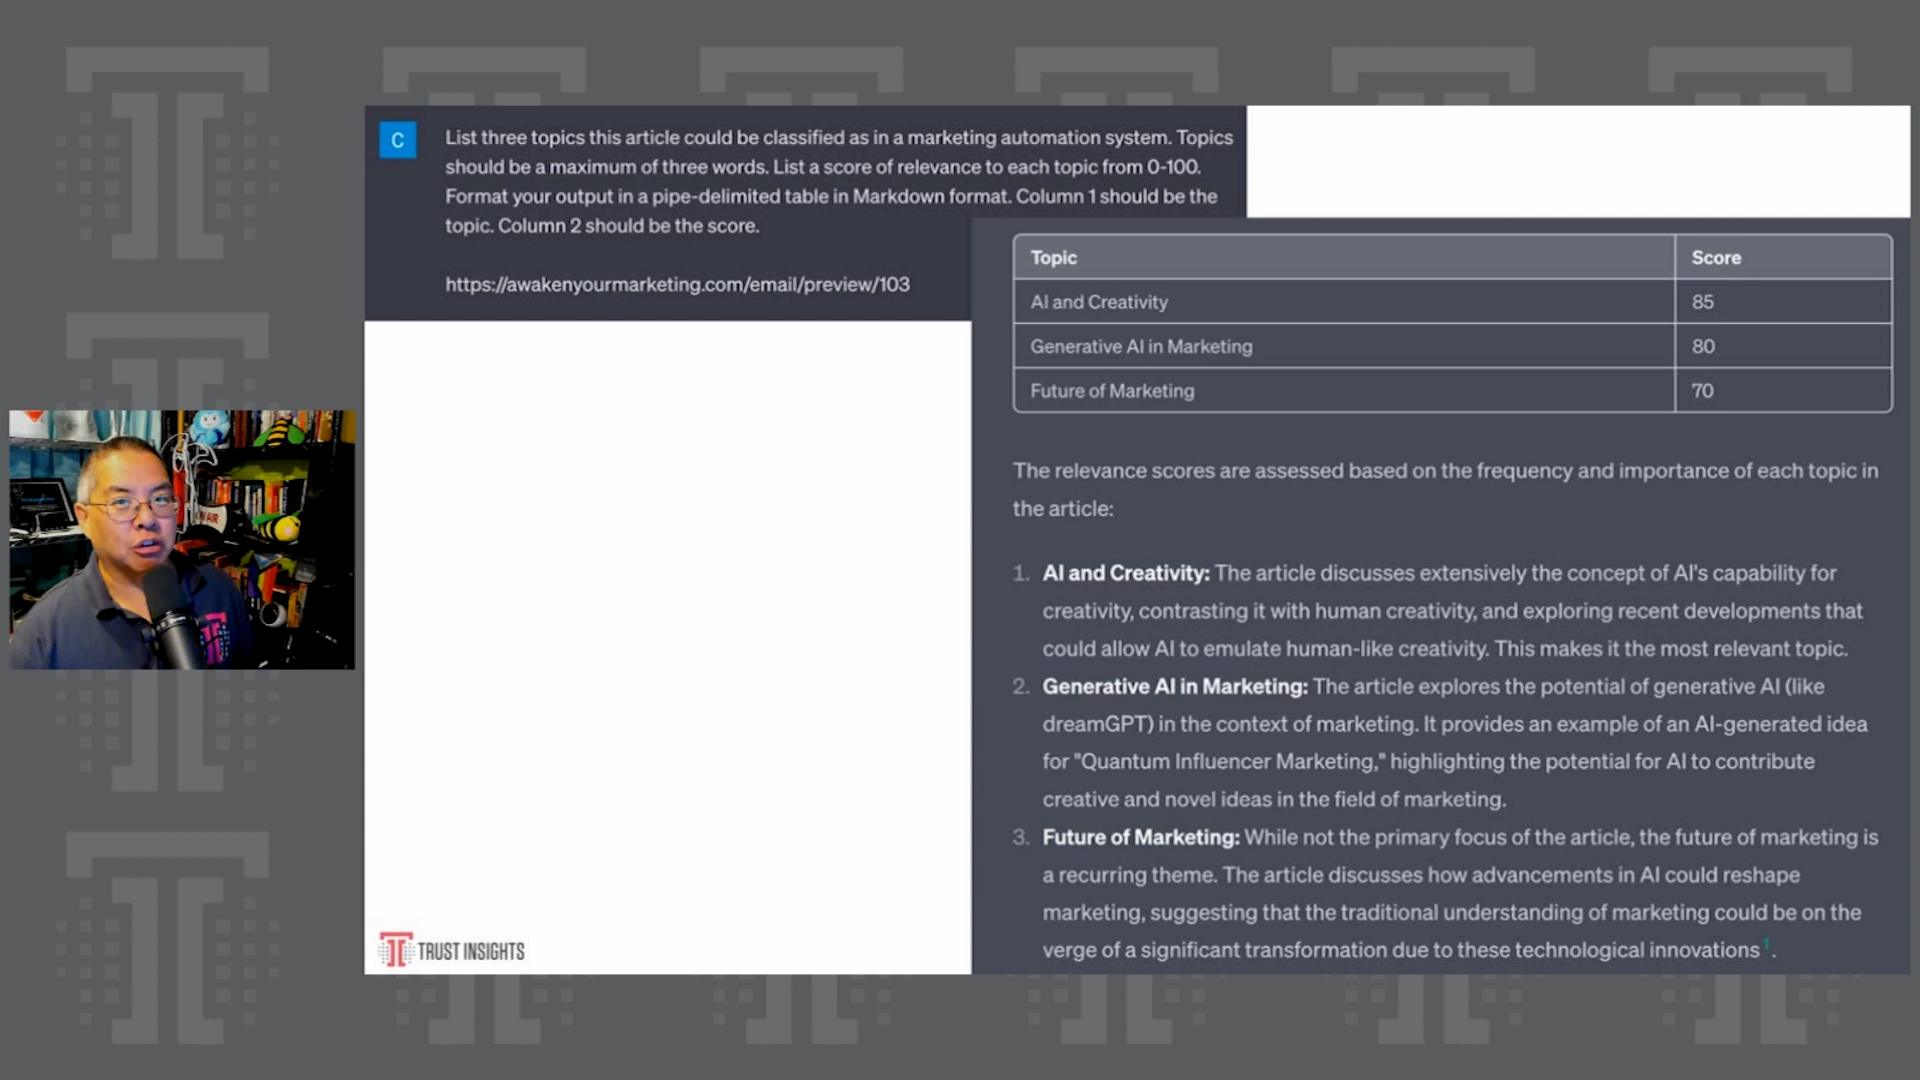 C
List three topics this article could be classified as in a marketing automation system. Topics
should be a maximum of three words. List a score of relevance to each topic from 0-100.
Format your output in a pipe-delimited table in Markdown format. Column 1 should be the
topic. Column 2 should be the score.
https://awakenyourmarketing.com/email/preview/103
Topic Score
AI and Creativity 85
Generative AI in Marketing 80
Future of Marketing 70
The relevance scores are assessed based on the frequency and importance of each topic in
the article:
1. AI and Creativity: The article discusses extensively the concept of AI's capability for
creativity, contrasting it with human creativity, and exploring recent developments that
could allow AI to emulate human-like creativity. This makes it the most relevant topic.
2. Generative AI in Marketing: The article explores the potential of generative AI (like
dreamGPT) in the context of marketing. It provides an example of an AI-generated idea
for "Quantum Influencer Marketing," highlighting the potential for AI to contribute
creative and novel ideas in the field of marketing.
3. Future of Marketing: While not the primary focus of the article, the future of marketing is
a recurring theme. The article discusses how advancements in AI could reshape
marketing, suggesting that the traditional understanding of marketing could be on the
verge of a significant transformation due to these technological innovations 1.
AIR
TRUST INSIGHTS